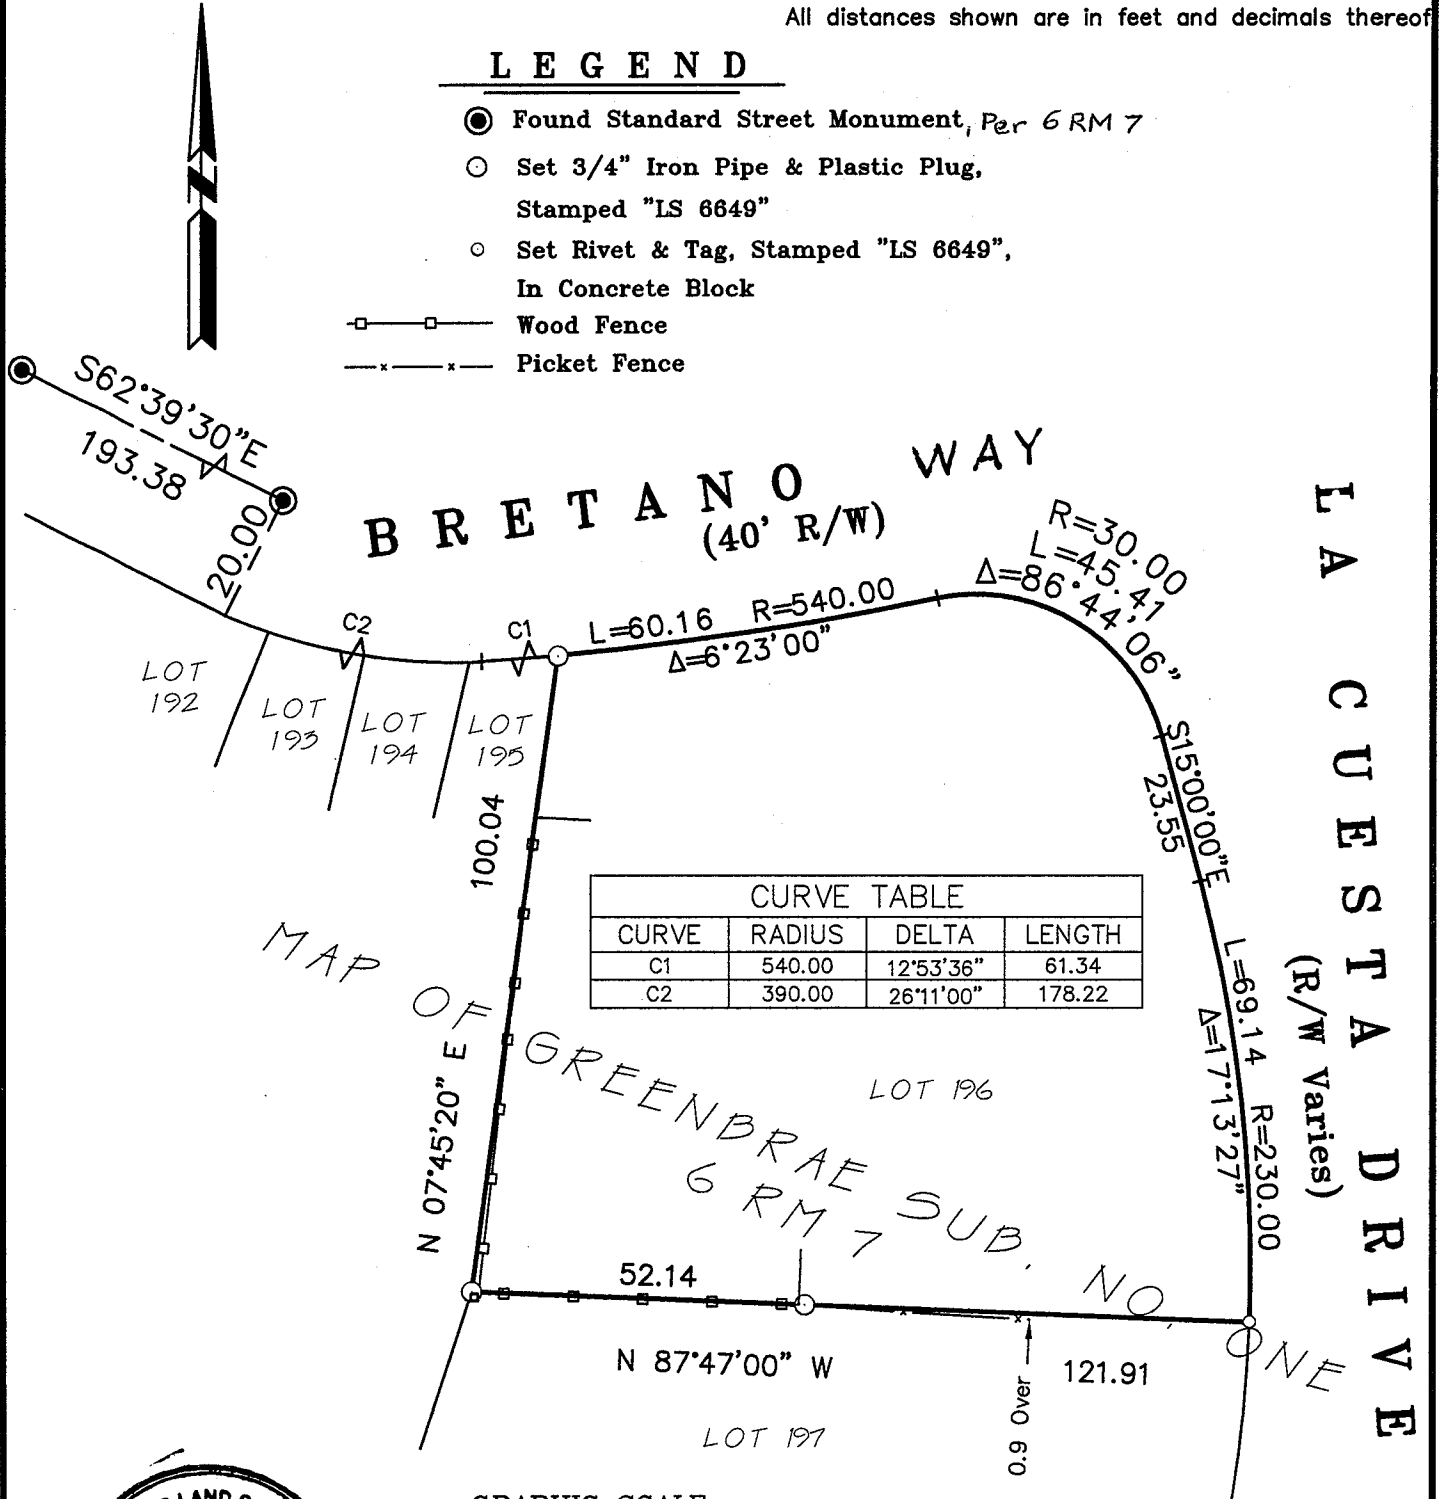 All distances shown are in feet and decimals thereof
LEGEND
Found Standard Street Monument, Per 6 RM 7
Set 3/4" Iron Pipe & Plastic Plug,
Stamped "LS 6649"
Set Rivet & Tag, Stamped "LS 6649",
In Concrete Block
Wood Fence
Picket Fence
N
S62°39'30"E
193.38
20.00
BRETANO WAY
(40' R/W)
R=30.00
L=45.41
Δ=86°44'06"
C2
C1
L=60.16 R=540.00
Δ=6°23'00"
LOT
192
LOT
193
LOT
194
LOT
195
S15°00'00"E
23.55
LA CUESTA DRIVE
(R/W Varies)
100.04
N 07°45'20" E
CURVE TABLE
CURVE RADIUS DELTA LENGTH
C1 540.00 12°53'36" 61.34
C2 390.00 26°11'00" 178.22
L=69.14 R=230.00
Δ=17°13'27"
MAP OF GREENBRAE SUB. NO. ONE
6 RM 7
LOT 196
52.14
N 87°47'00" W
121.91
0.9 Over
LOT 197
LAND
GRAPHIC SCALE